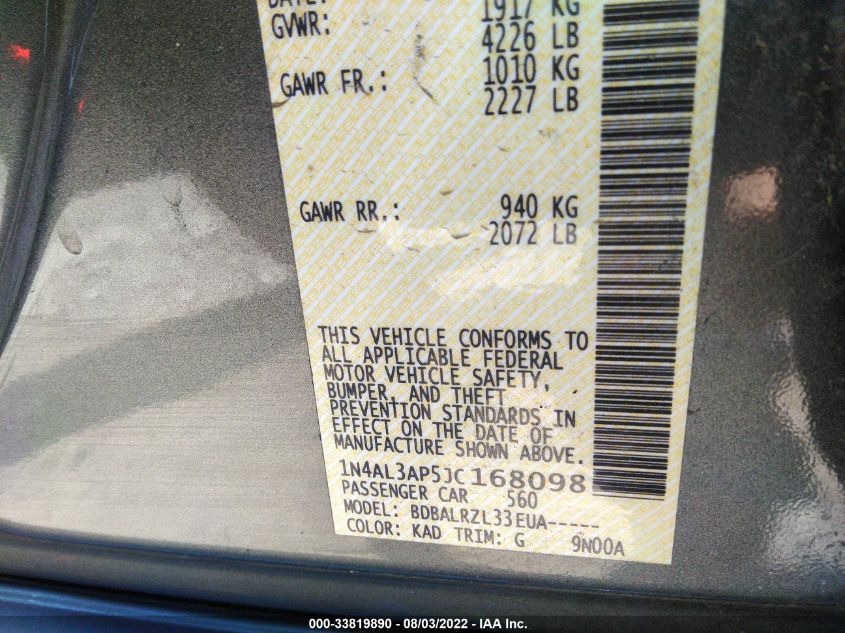 DATE: 1917 KG
GVWR: 4226 LB
GAWR FR.: 1010 KG
2227 LB
GAWR RR.: 940 KG
2072 LB
THIS VEHICLE CONFORMS TO
ALL APPLICABLE FEDERAL
MOTOR VEHICLE SAFETY,
BUMPER, AND THEFT
PREVENTION STANDARDS IN
EFFECT ON THE DATE OF
MANUFACTURE SHOWN ABOVE.
1N4AL3AP5JC168098
PASSENGER CAR 560
MODEL: BDBALRZL33EUA-----
COLOR: KAD TRIM: G 9N00A
000-33819890 - 08/03/2022 - IAA Inc.